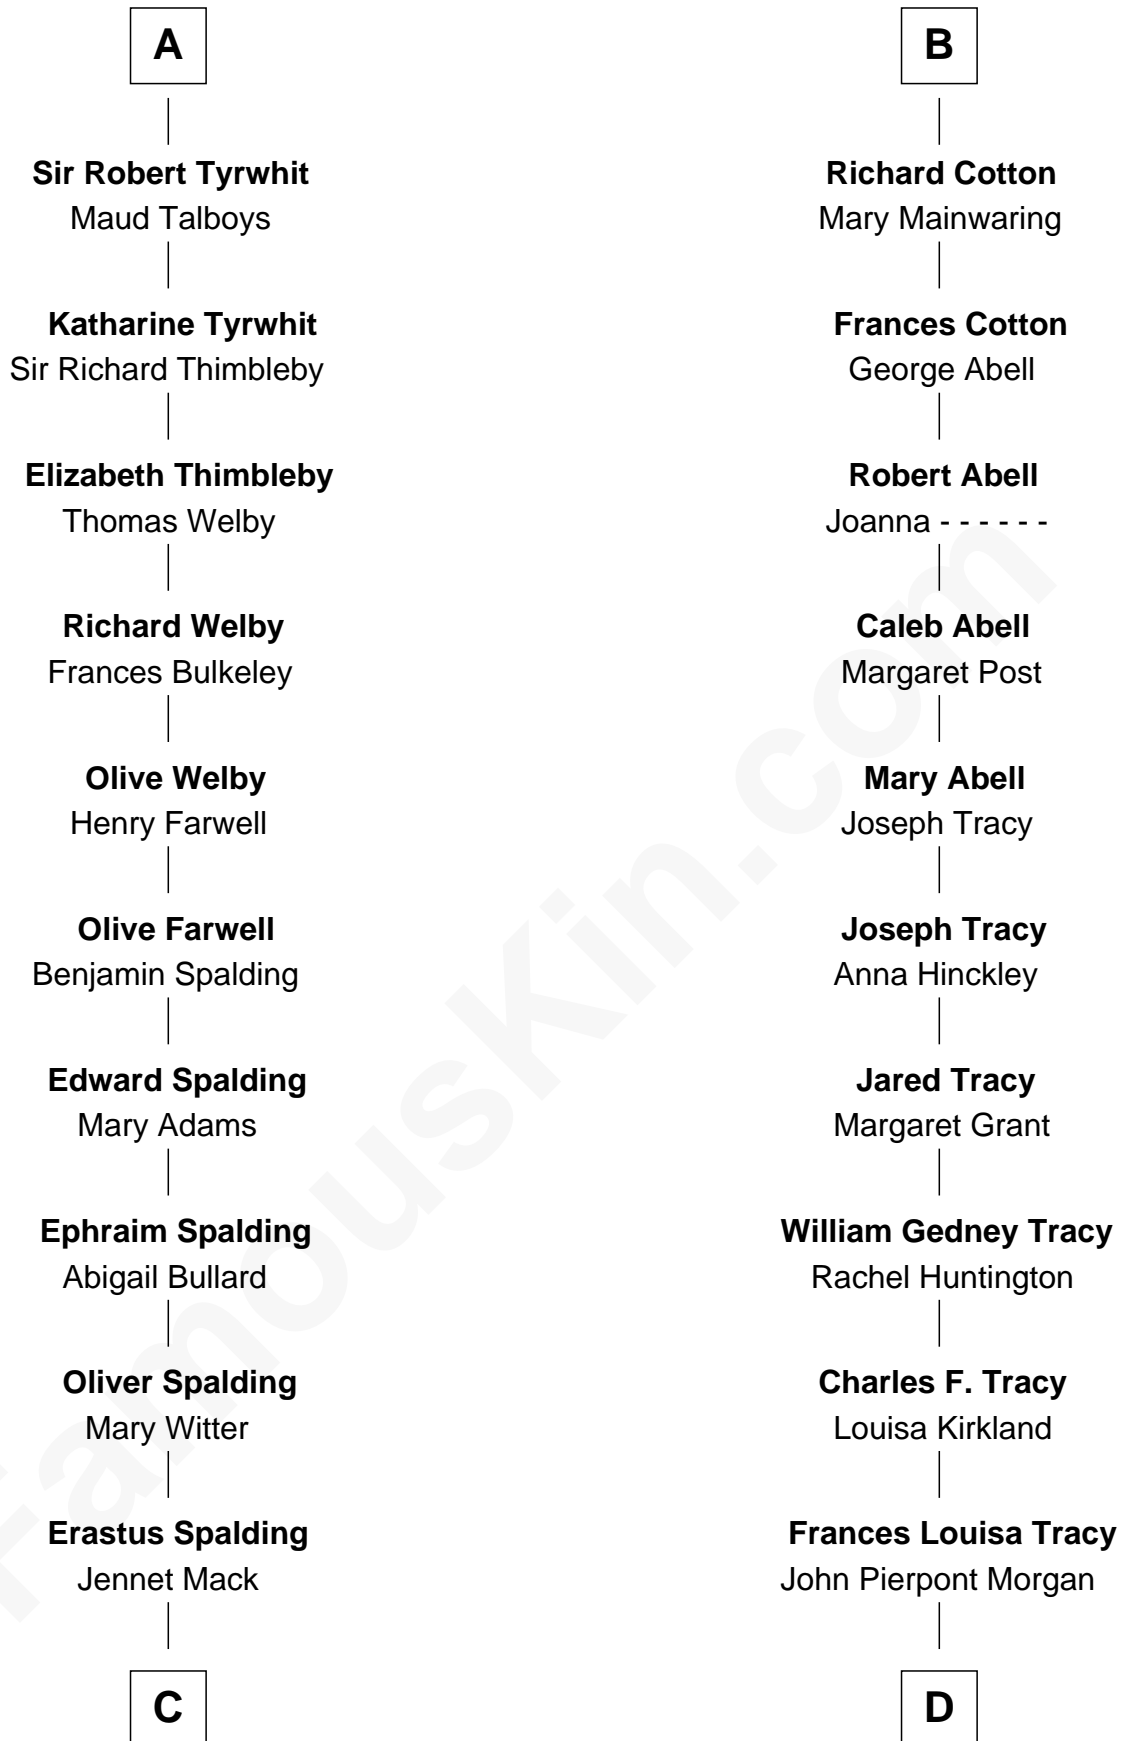 A
Sir Robert Tyrwhit
Maud Talboys
Katharine Tyrwhit
Sir Richard Thimbleby
Elizabeth Thimbleby
Thomas Welby
Richard Welby
Frances Bulkeley
Olive Welby
Henry Farwell
Olive Farwell
Benjamin Spalding
Edward Spalding
Mary Adams
Ephraim Spalding
Abigail Bullard
Oliver Spalding
Mary Witter
Erastus Spalding
Jennet Mack
C
B
Richard Cotton
Mary Mainwaring
Frances Cotton
George Abell
Robert Abell
Joanna - - - - - -
Caleb Abell
Margaret Post
Mary Abell
Joseph Tracy
Joseph Tracy
Anna Hinckley
Jared Tracy
Margaret Grant
William Gedney Tracy
Rachel Huntington
Charles F. Tracy
Louisa Kirkland
Frances Louisa Tracy
John Pierpont Morgan
D
FamousKin.com